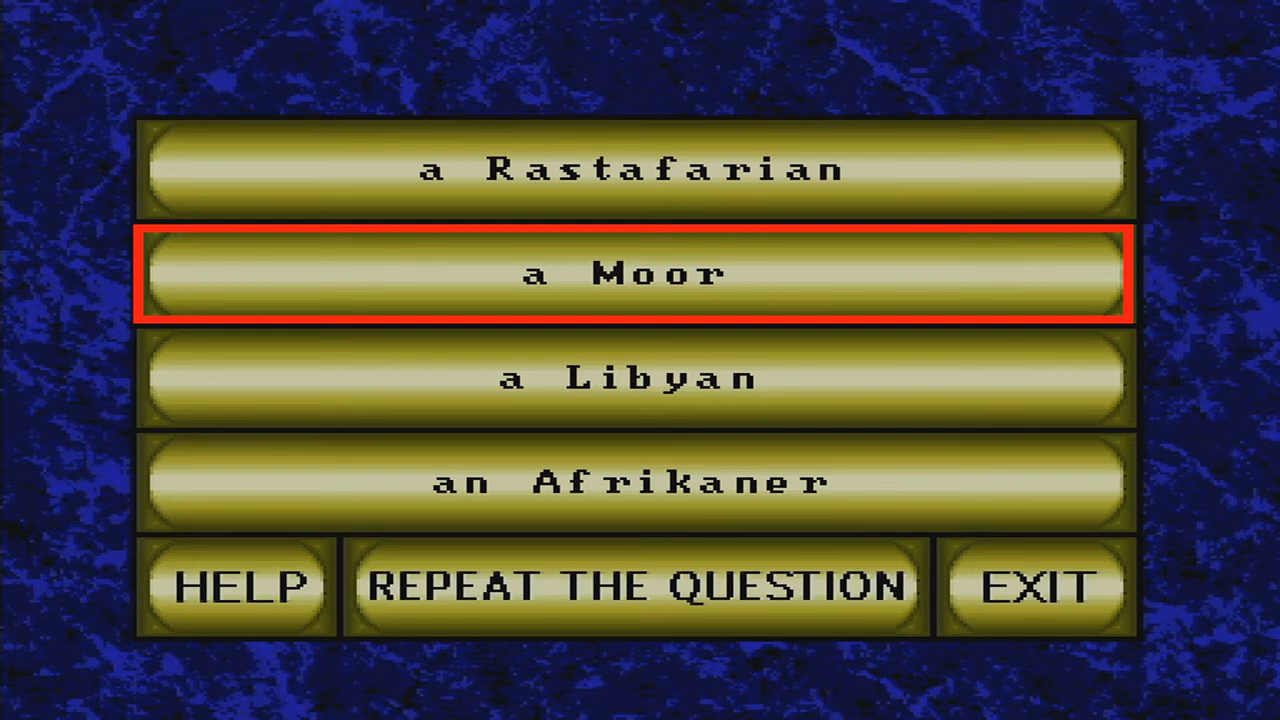 a Rastafarian
a Moor
a Libyan
an Afrikaner
HELP REPEAT THE QUESTION EXIT